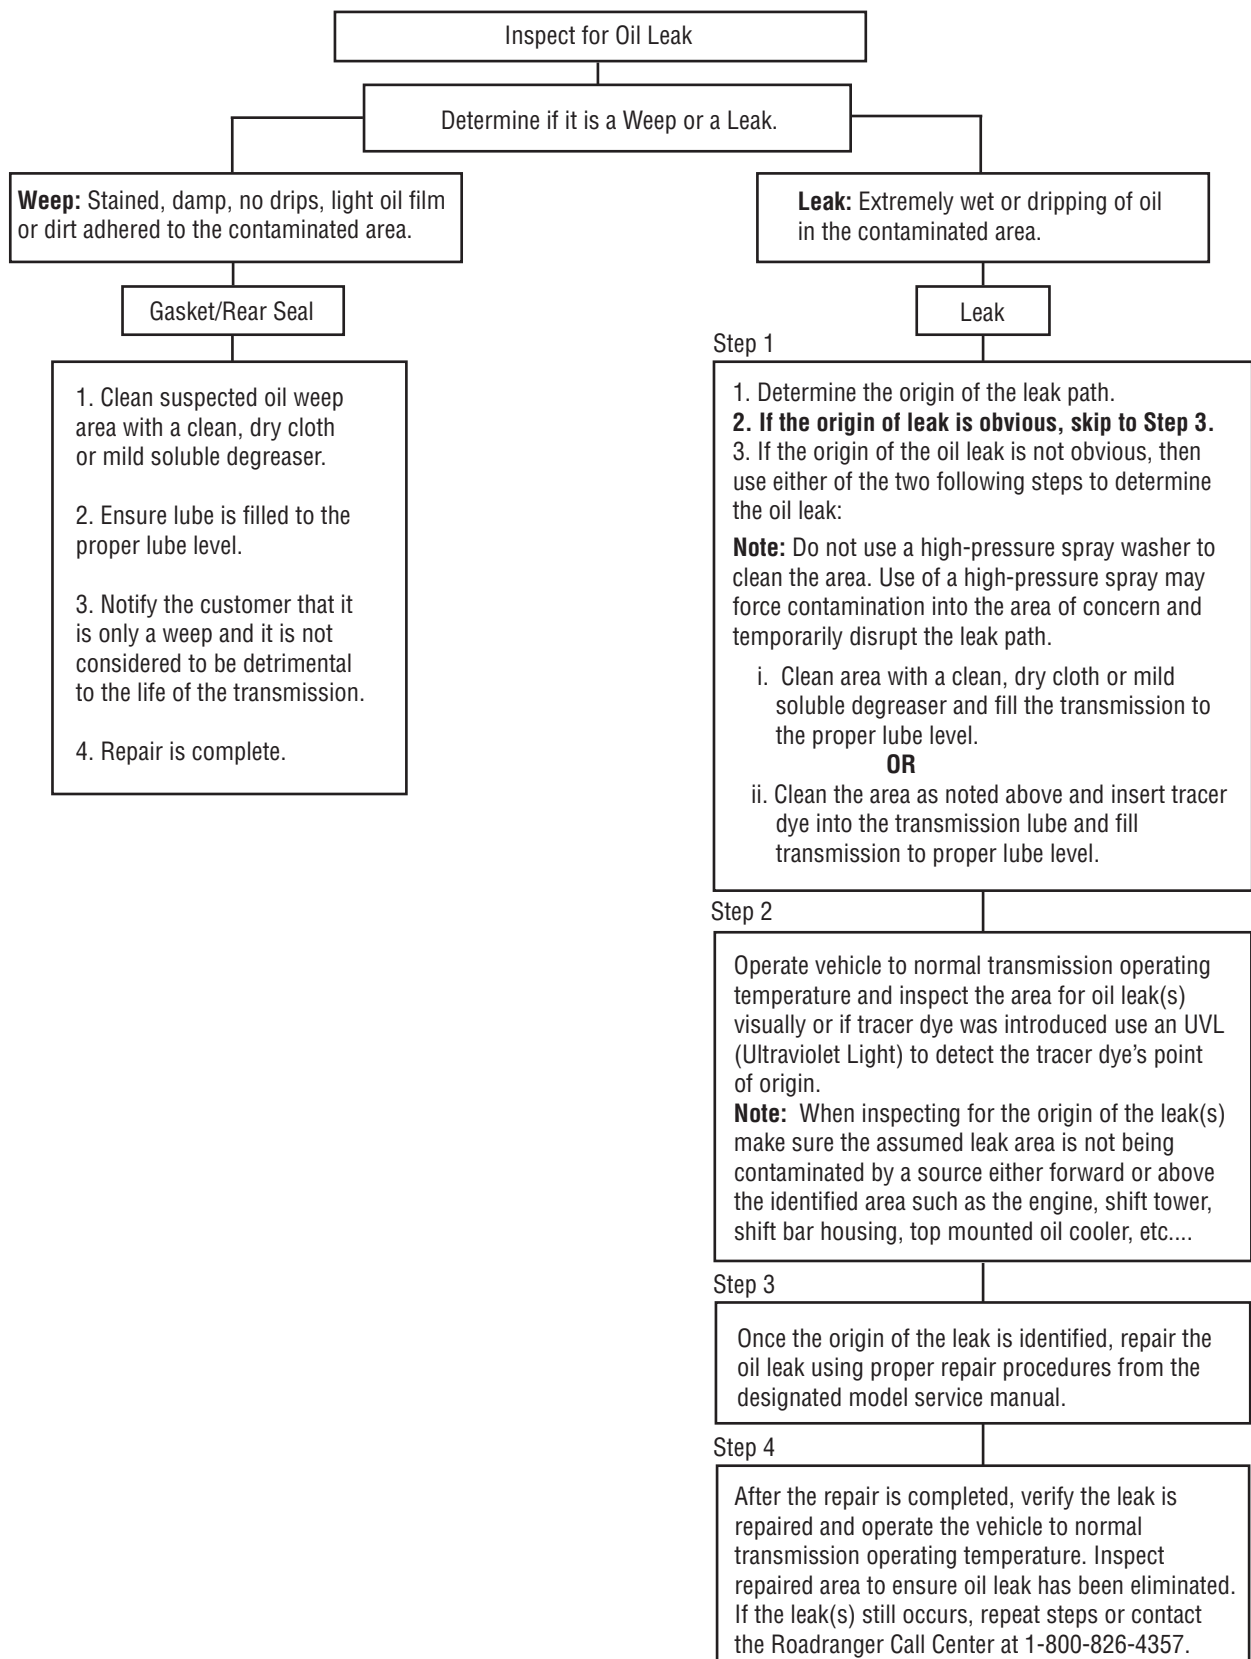 Inspect for Oil Leak
Determine if it is a Weep or a Leak.
Weep: Stained, damp, no drips, light oil film
or dirt adhered to the contaminated area.
Gasket/Rear Seal
1. Clean suspected oil weep
area with a clean, dry cloth
or mild soluble degreaser.
2. Ensure lube is filled to the
proper lube level.
3. Notify the customer that it
is only a weep and it is not
considered to be detrimental
to the life of the transmission.
4. Repair is complete.
Leak: Extremely wet or dripping of oil
in the contaminated area.
Leak
Step 1
1. Determine the origin of the leak path.
2. If the origin of leak is obvious, skip to Step 3.
3. If the origin of the oil leak is not obvious, then
use either of the two following steps to determine
the oil leak:
Note: Do not use a high-pressure spray washer to
clean the area. Use of a high-pressure spray may
force contamination into the area of concern and
temporarily disrupt the leak path.
i. Clean area with a clean, dry cloth or mild
soluble degreaser and fill the transmission to
the proper lube level.
OR
ii. Clean the area as noted above and insert tracer
dye into the transmission lube and fill
transmission to proper lube level.
Step 2
Operate vehicle to normal transmission operating
temperature and inspect the area for oil leak(s)
visually or if tracer dye was introduced use an UVL
(Ultraviolet Light) to detect the tracer dye’s point
of origin.
Note: When inspecting for the origin of the leak(s)
make sure the assumed leak area is not being
contaminated by a source either forward or above
the identified area such as the engine, shift tower,
shift bar housing, top mounted oil cooler, etc....
Step 3
Once the origin of the leak is identified, repair the
oil leak using proper repair procedures from the
designated model service manual.
Step 4
After the repair is completed, verify the leak is
repaired and operate the vehicle to normal
transmission operating temperature. Inspect
repaired area to ensure oil leak has been eliminated.
If the leak(s) still occurs, repeat steps or contact
the Roadranger Call Center at 1-800-826-4357.